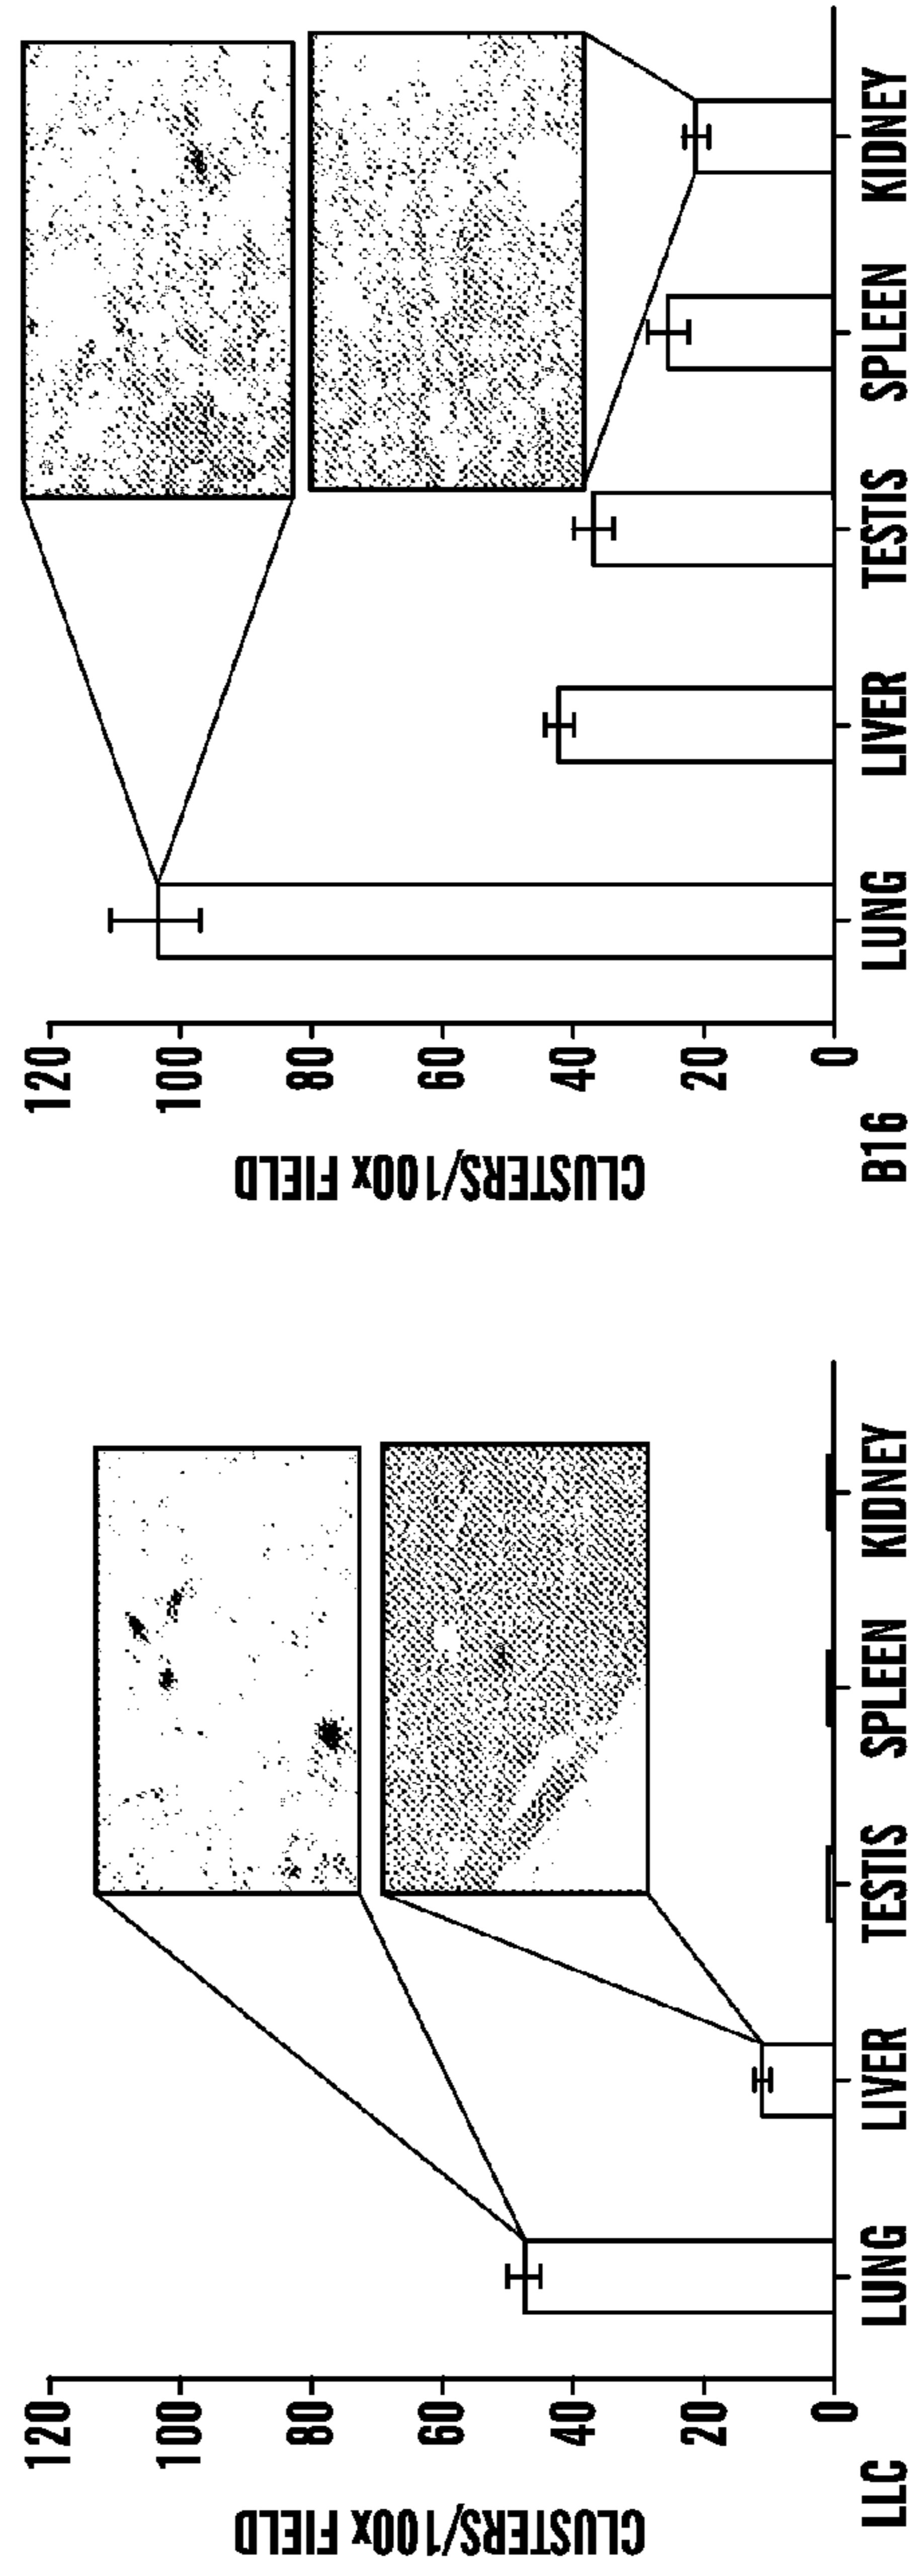 CLUSTERS/100x FIELD
120
100
80
60
40
20
0
LLC
LUNG LIVER TESTIS SPLEEN KIDNEY
CLUSTERS/100x FIELD
120
100
80
60
40
20
0
B16
LUNG LIVER TESTIS SPLEEN KIDNEY